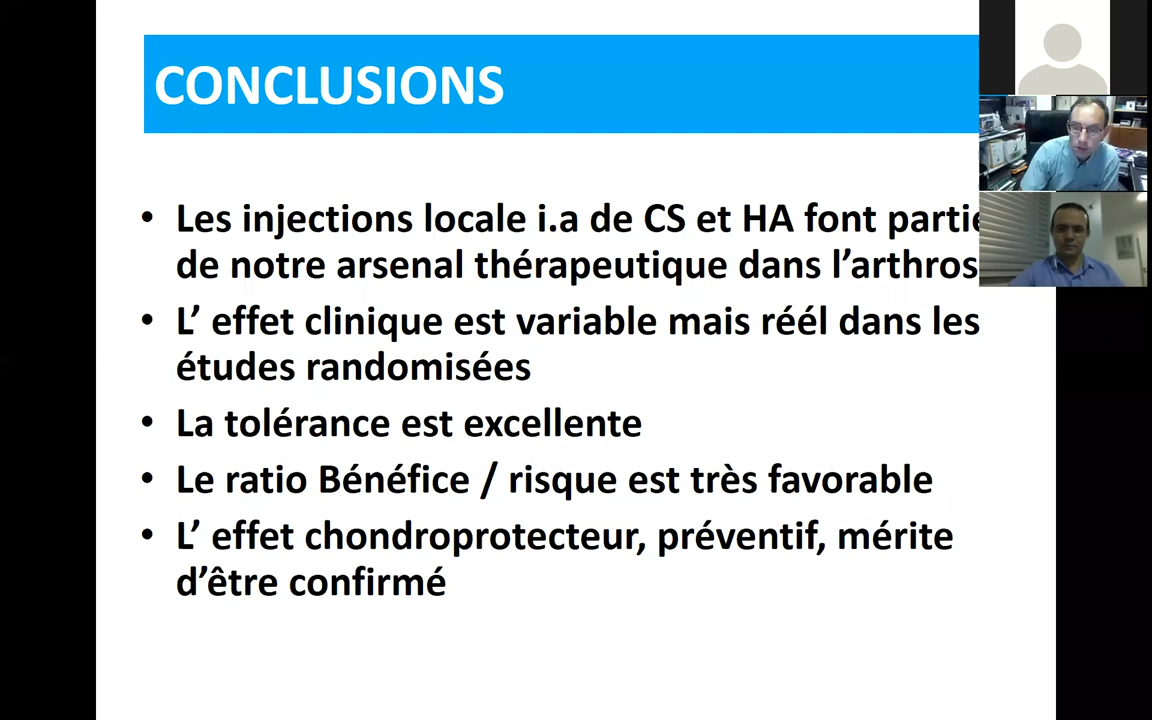 CONCLUSIONS
• Les injections locale i.a de CS et HA font partie
de notre arsenal thérapeutique dans l’arthros
• L’ effet clinique est variable mais réél dans les
études randomisées
• La tolérance est excellente
• Le ratio Bénéfice / risque est très favorable
• L’ effet chondroprotecteur, préventif, mérite
d’être confirmé